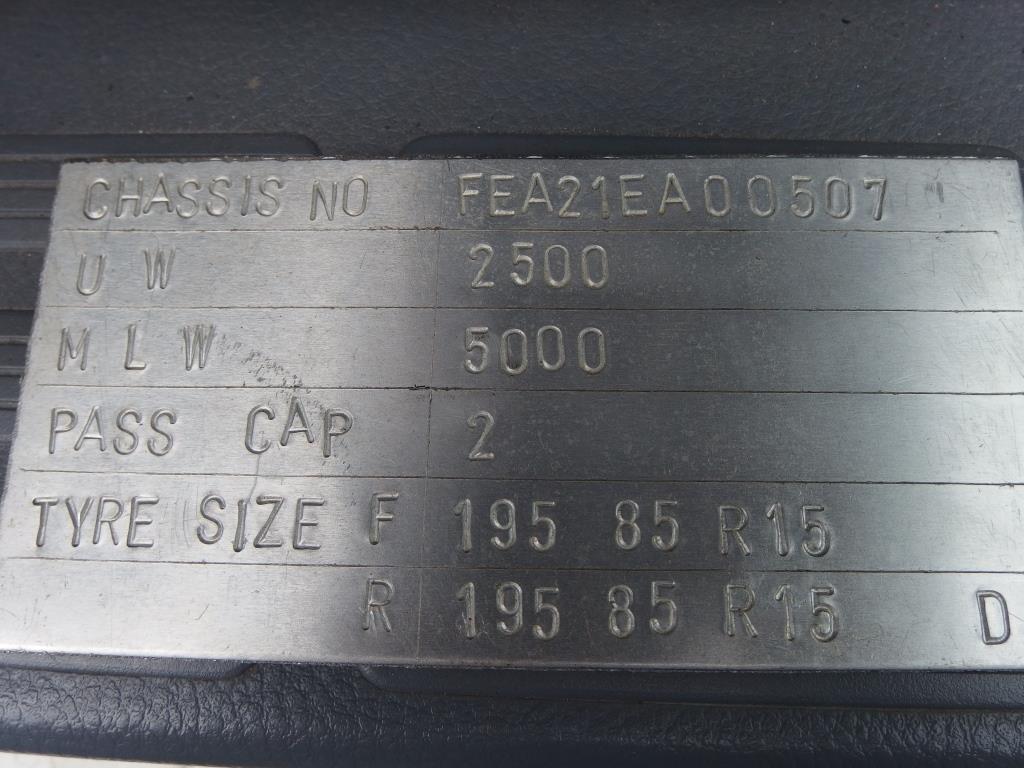 CHASSIS NO FEA21EA00507
U W 2500
M L W 5000
PASS CAP 2
TYRE SIZE F 195 85 R15
R 195 85 R15 D